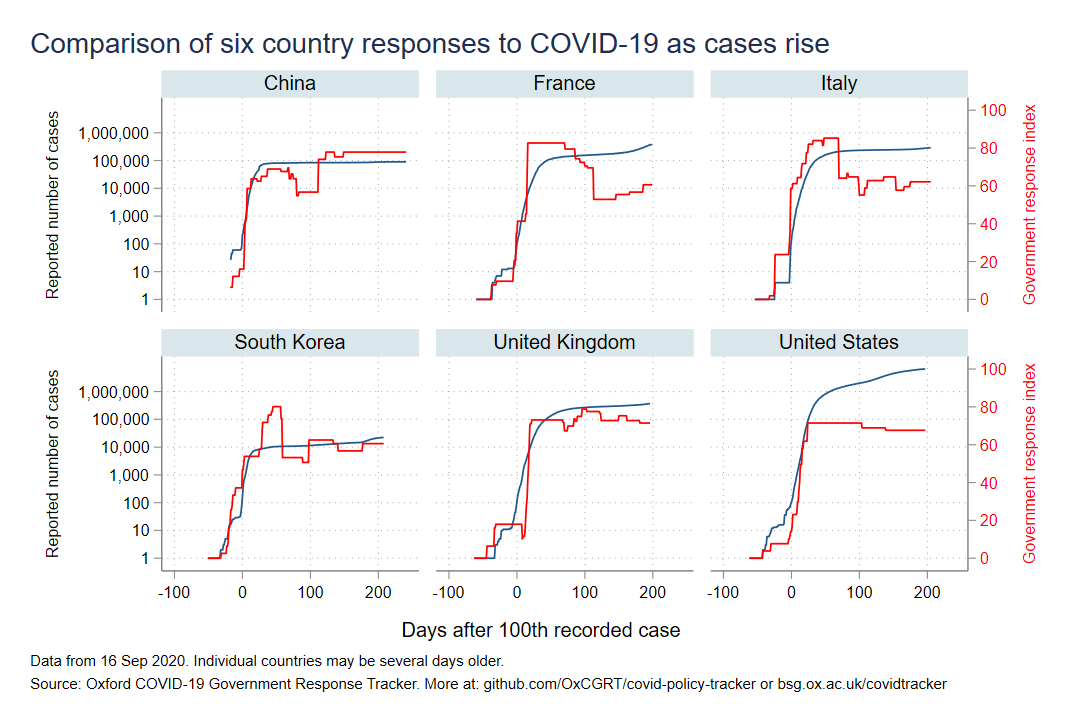 Comparison of six country responses to COVID-19 as cases rise
China
France
Italy
Reported number of cases
1,000,000
100,000
10,000
1,000
100
10
1
100
80
60
40
20
0
Government response index
South Korea
United Kingdom
United States
Reported number of cases
1,000,000
100,000
10,000
1,000
100
10
1
100
80
60
40
20
0
Government response index
-100 0 100 200
-100 0 100 200
-100 0 100 200
Days after 100th recorded case
Data from 16 Sep 2020. Individual countries may be several days older.
Source: Oxford COVID-19 Government Response Tracker. More at: github.com/OxCGRT/covid-policy-tracker or bsg.ox.ac.uk/covidtracker